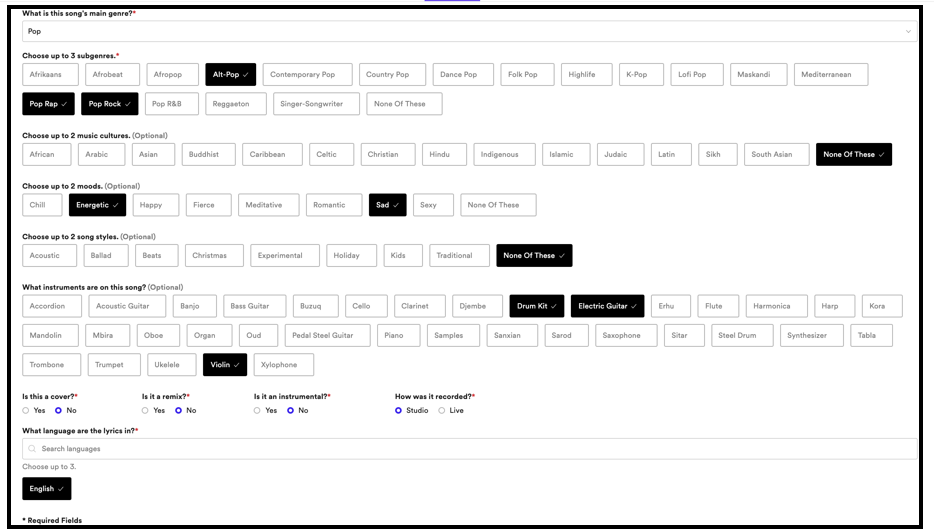 What is this song's main genre?*
Pop
Choose up to 3 subgenres.*
Afrikaans Afrobeat Afropop Alt-Pop Contemporary Pop Country Pop Dance Pop Folk Pop Highlife K-Pop Lofi Pop Maskandi Mediterranean
Pop Rap Pop Rock Pop R&B Reggaeton Singer-Songwriter None Of These
Choose up to 2 music cultures. (Optional)
African Arabic Asian Buddhist Caribbean Celtic Christian Hindu Indigenous Islamic Judaic Latin Sikh South Asian None Of These
Choose up to 2 moods. (Optional)
Chill Energetic Happy Fierce Meditative Romantic Sad Sexy None Of These
Choose up to 2 song styles. (Optional)
Acoustic Ballad Beats Christmas Experimental Holiday Kids Traditional None Of These
What instruments are on this song? (Optional)
Accordion Acoustic Guitar Banjo Bass Guitar Buzuq Cello Clarinet Djembe Drum Kit Electric Guitar Erhu Flute Harmonica Harp Kora
Mandolin Mbira Oboe Organ Oud Pedal Steel Guitar Piano Samples Sanxian Sarod Saxophone Sitar Steel Drum Synthesizer Tabla
Trombone Trumpet Ukelele Violin Xylophone
Is this a cover?* Is it a remix?* Is it an instrumental?* How was it recorded?*
Yes No Yes No Yes No Studio Live
What language are the lyrics in?*
Search languages
Choose up to 3.
English
* Required Fields